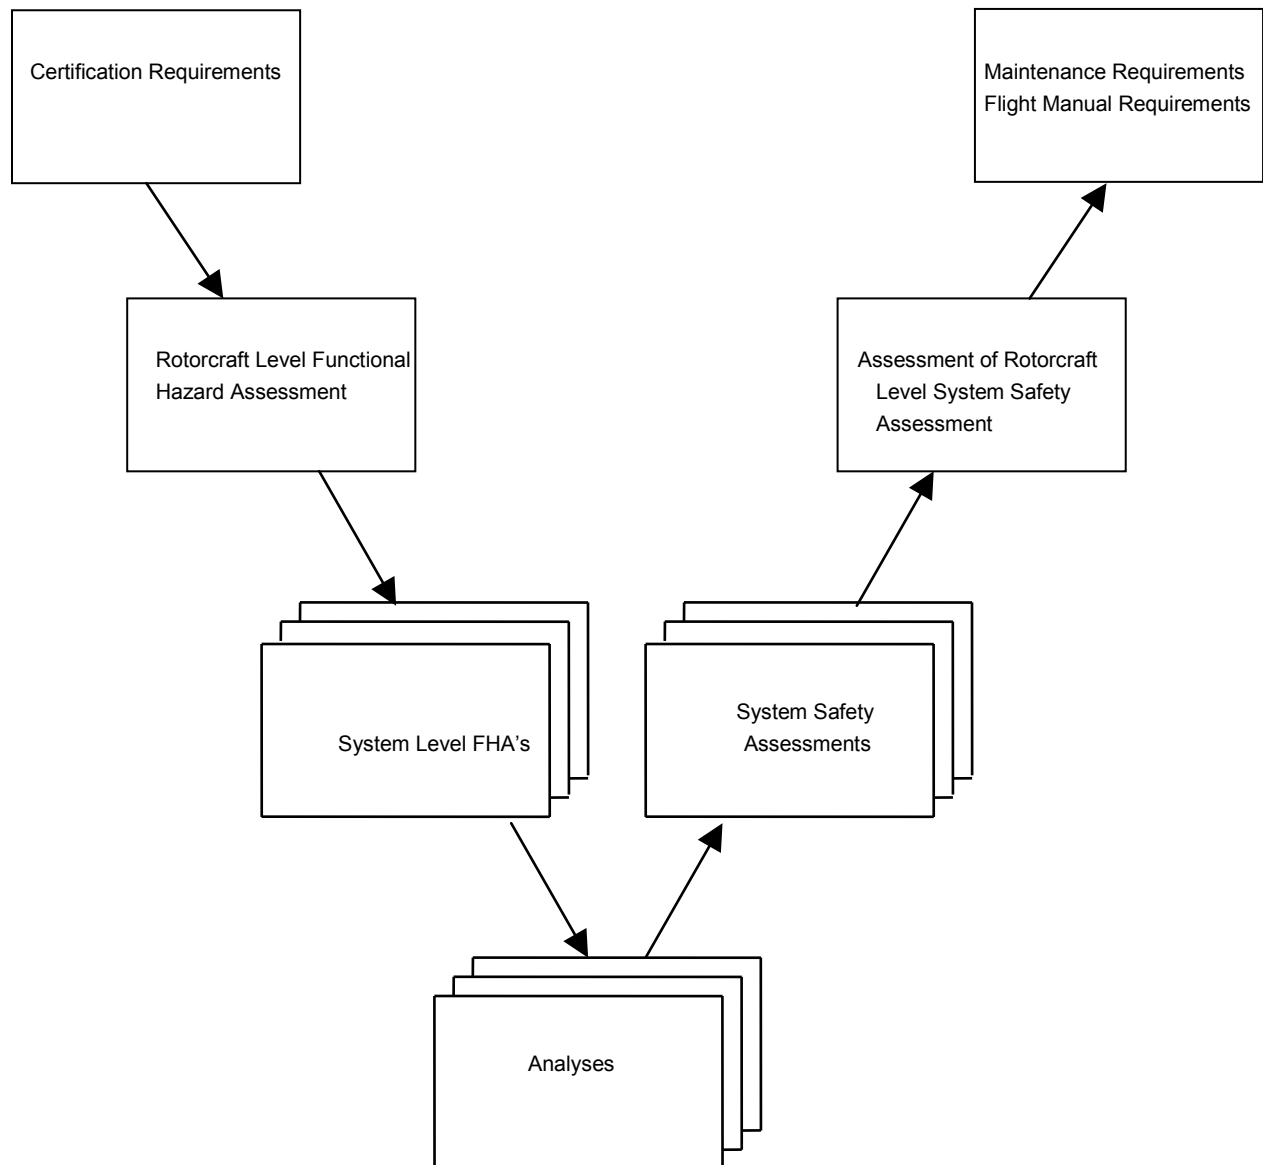 Certification Requirements
Maintenance Requirements
Flight Manual Requirements
Rotorcraft Level Functional
Hazard Assessment
Assessment of Rotorcraft
Level System Safety
Assessment
System Level FHA’s
System Safety
Assessments
Analyses